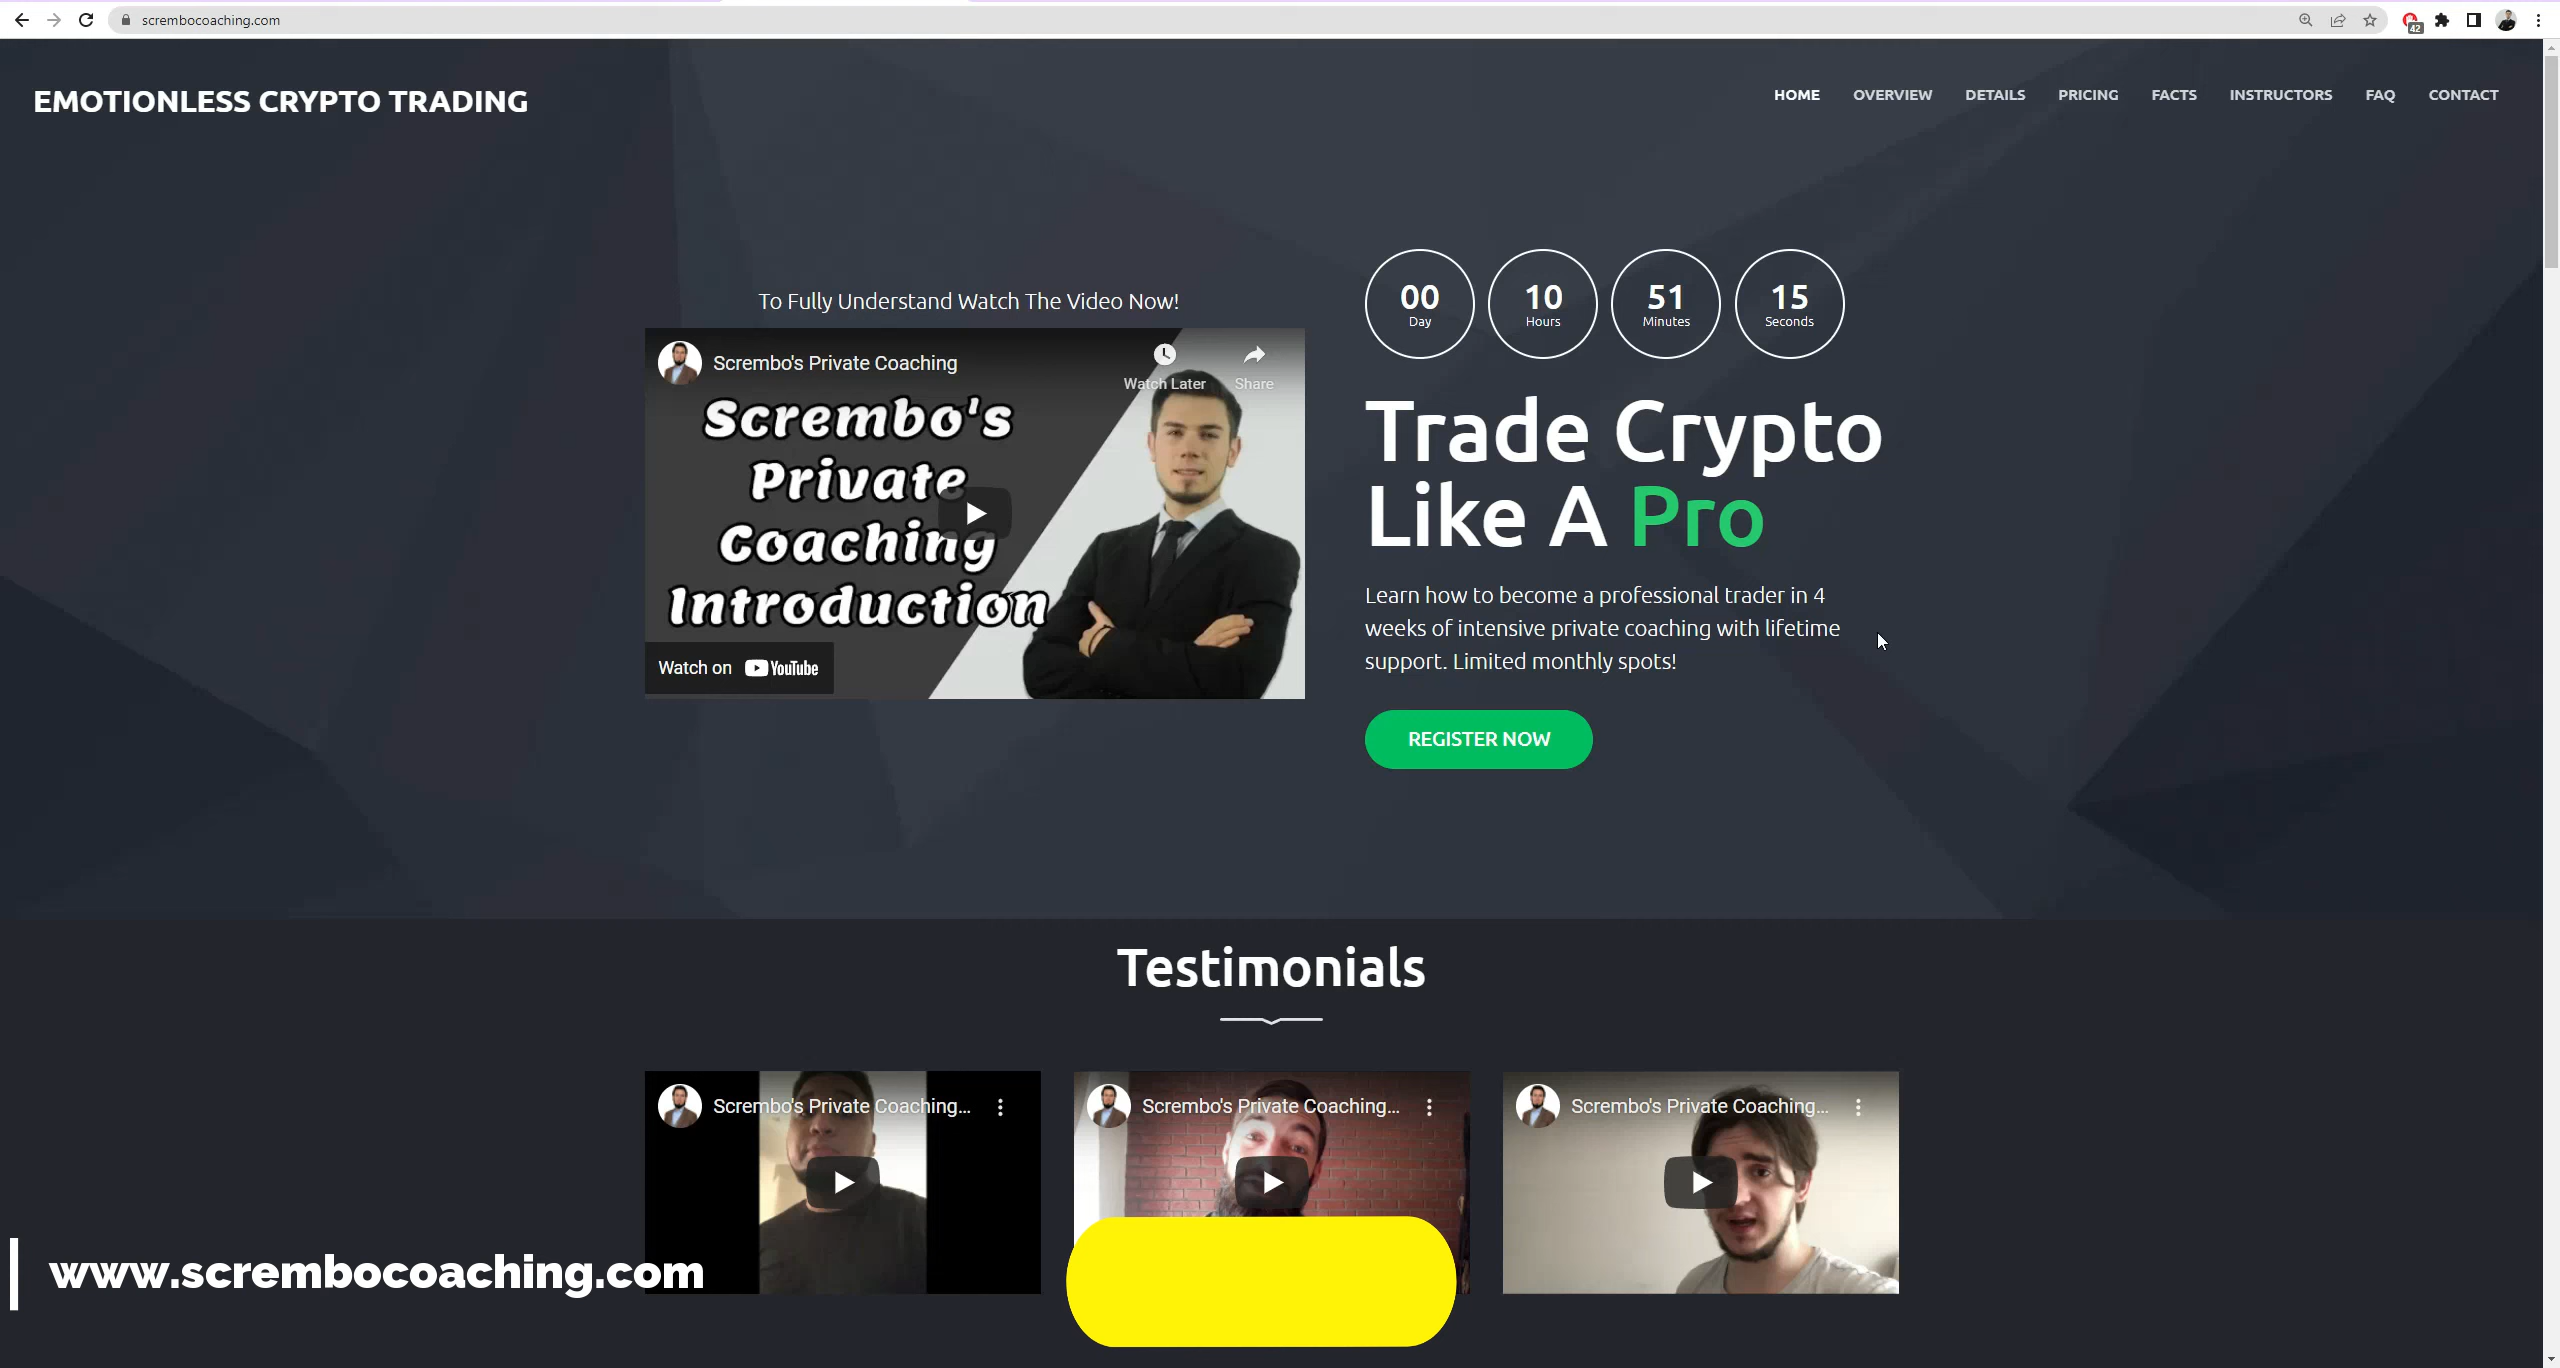 scrembocoaching.com
42
EMOTIONLESS CRYPTO TRADING
HOME OVERVIEW DETAILS PRICING FACTS INSTRUCTORS FAQ CONTACT
To Fully Understand Watch The Video Now!
Scrembo's Private Coaching
Watch Later Share
Scrembo's
Private
Coaching
Introduction
Watch on YouTube
00 10 51 15
Day Hours Minutes Seconds
Trade Crypto
Like A Pro
Learn how to become a professional trader in 4
weeks of intensive private coaching with lifetime
support. Limited monthly spots!
REGISTER NOW
Testimonials
Scrembo's Private Coaching...
Scrembo's Private Coaching...
Scrembo's Private Coaching...
www.scrembocoaching.com